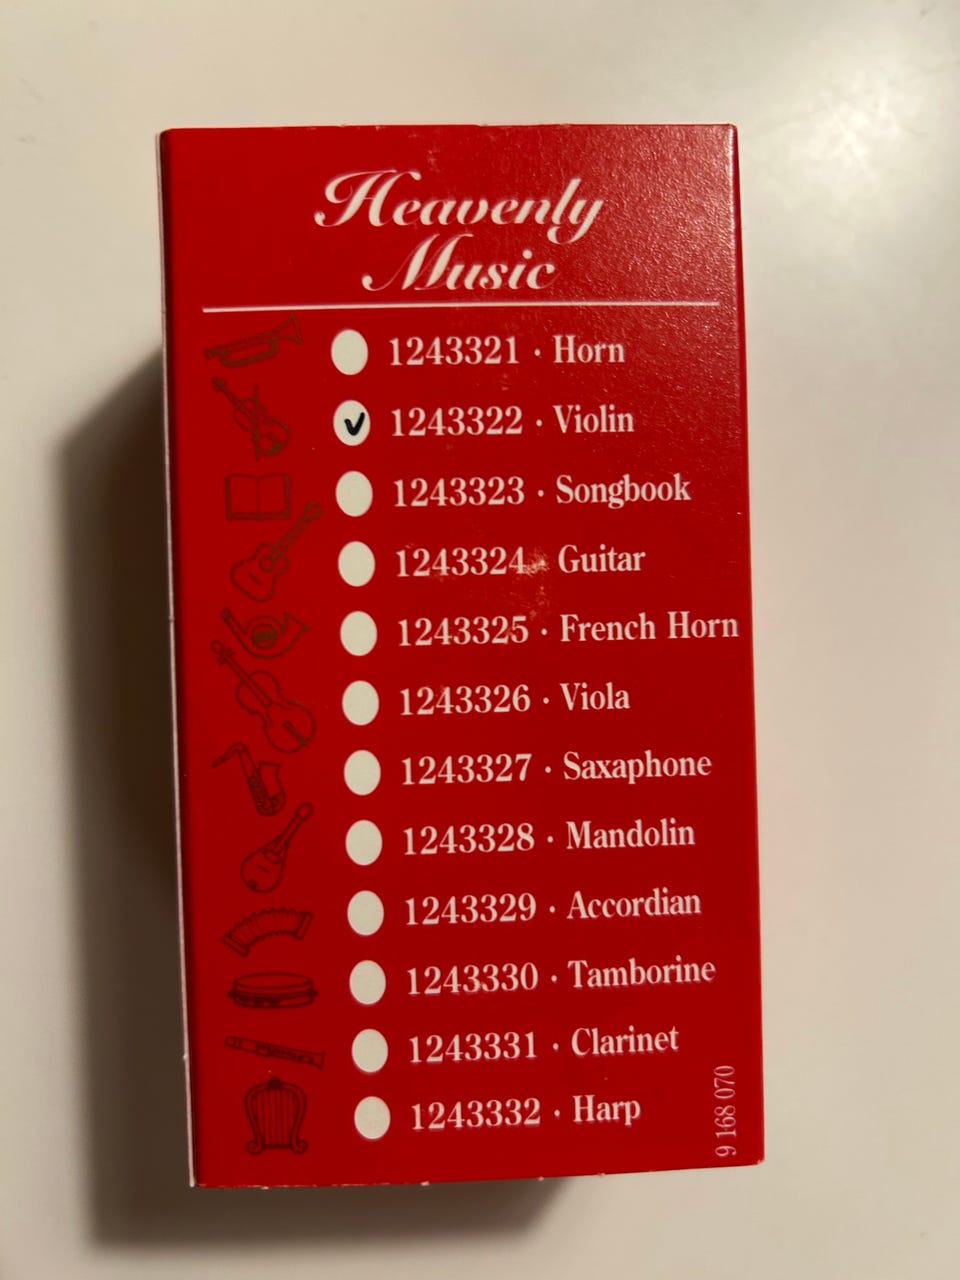 Heavenly
Music
1243321 · Horn
1243322 · Violin
1243323 · Songbook
1243324 · Guitar
1243325 · French Horn
1243326 · Viola
1243327 · Saxaphone
1243328 · Mandolin
1243329 · Accordian
1243330 · Tamborine
1243331 · Clarinet
1243332 · Harp
9 168 070